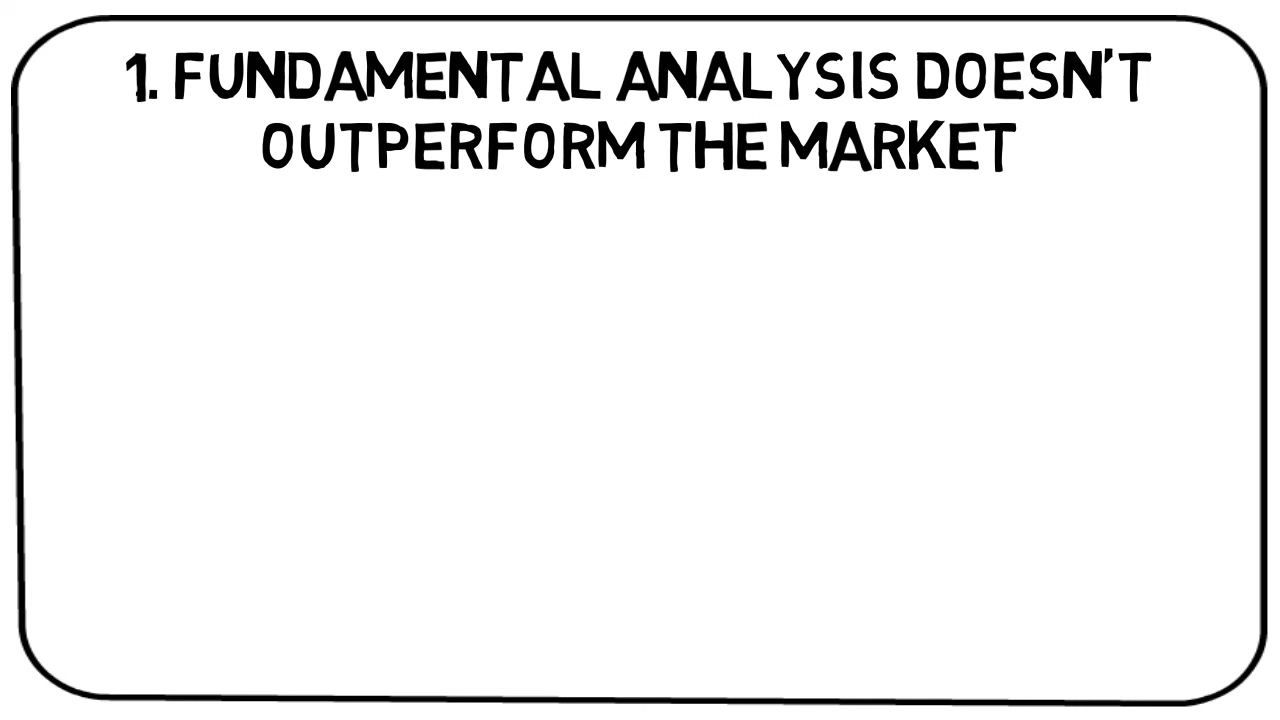 1. FUNDAMENTAL ANALYSIS DOESN'T
OUTPERFORM THE MARKET